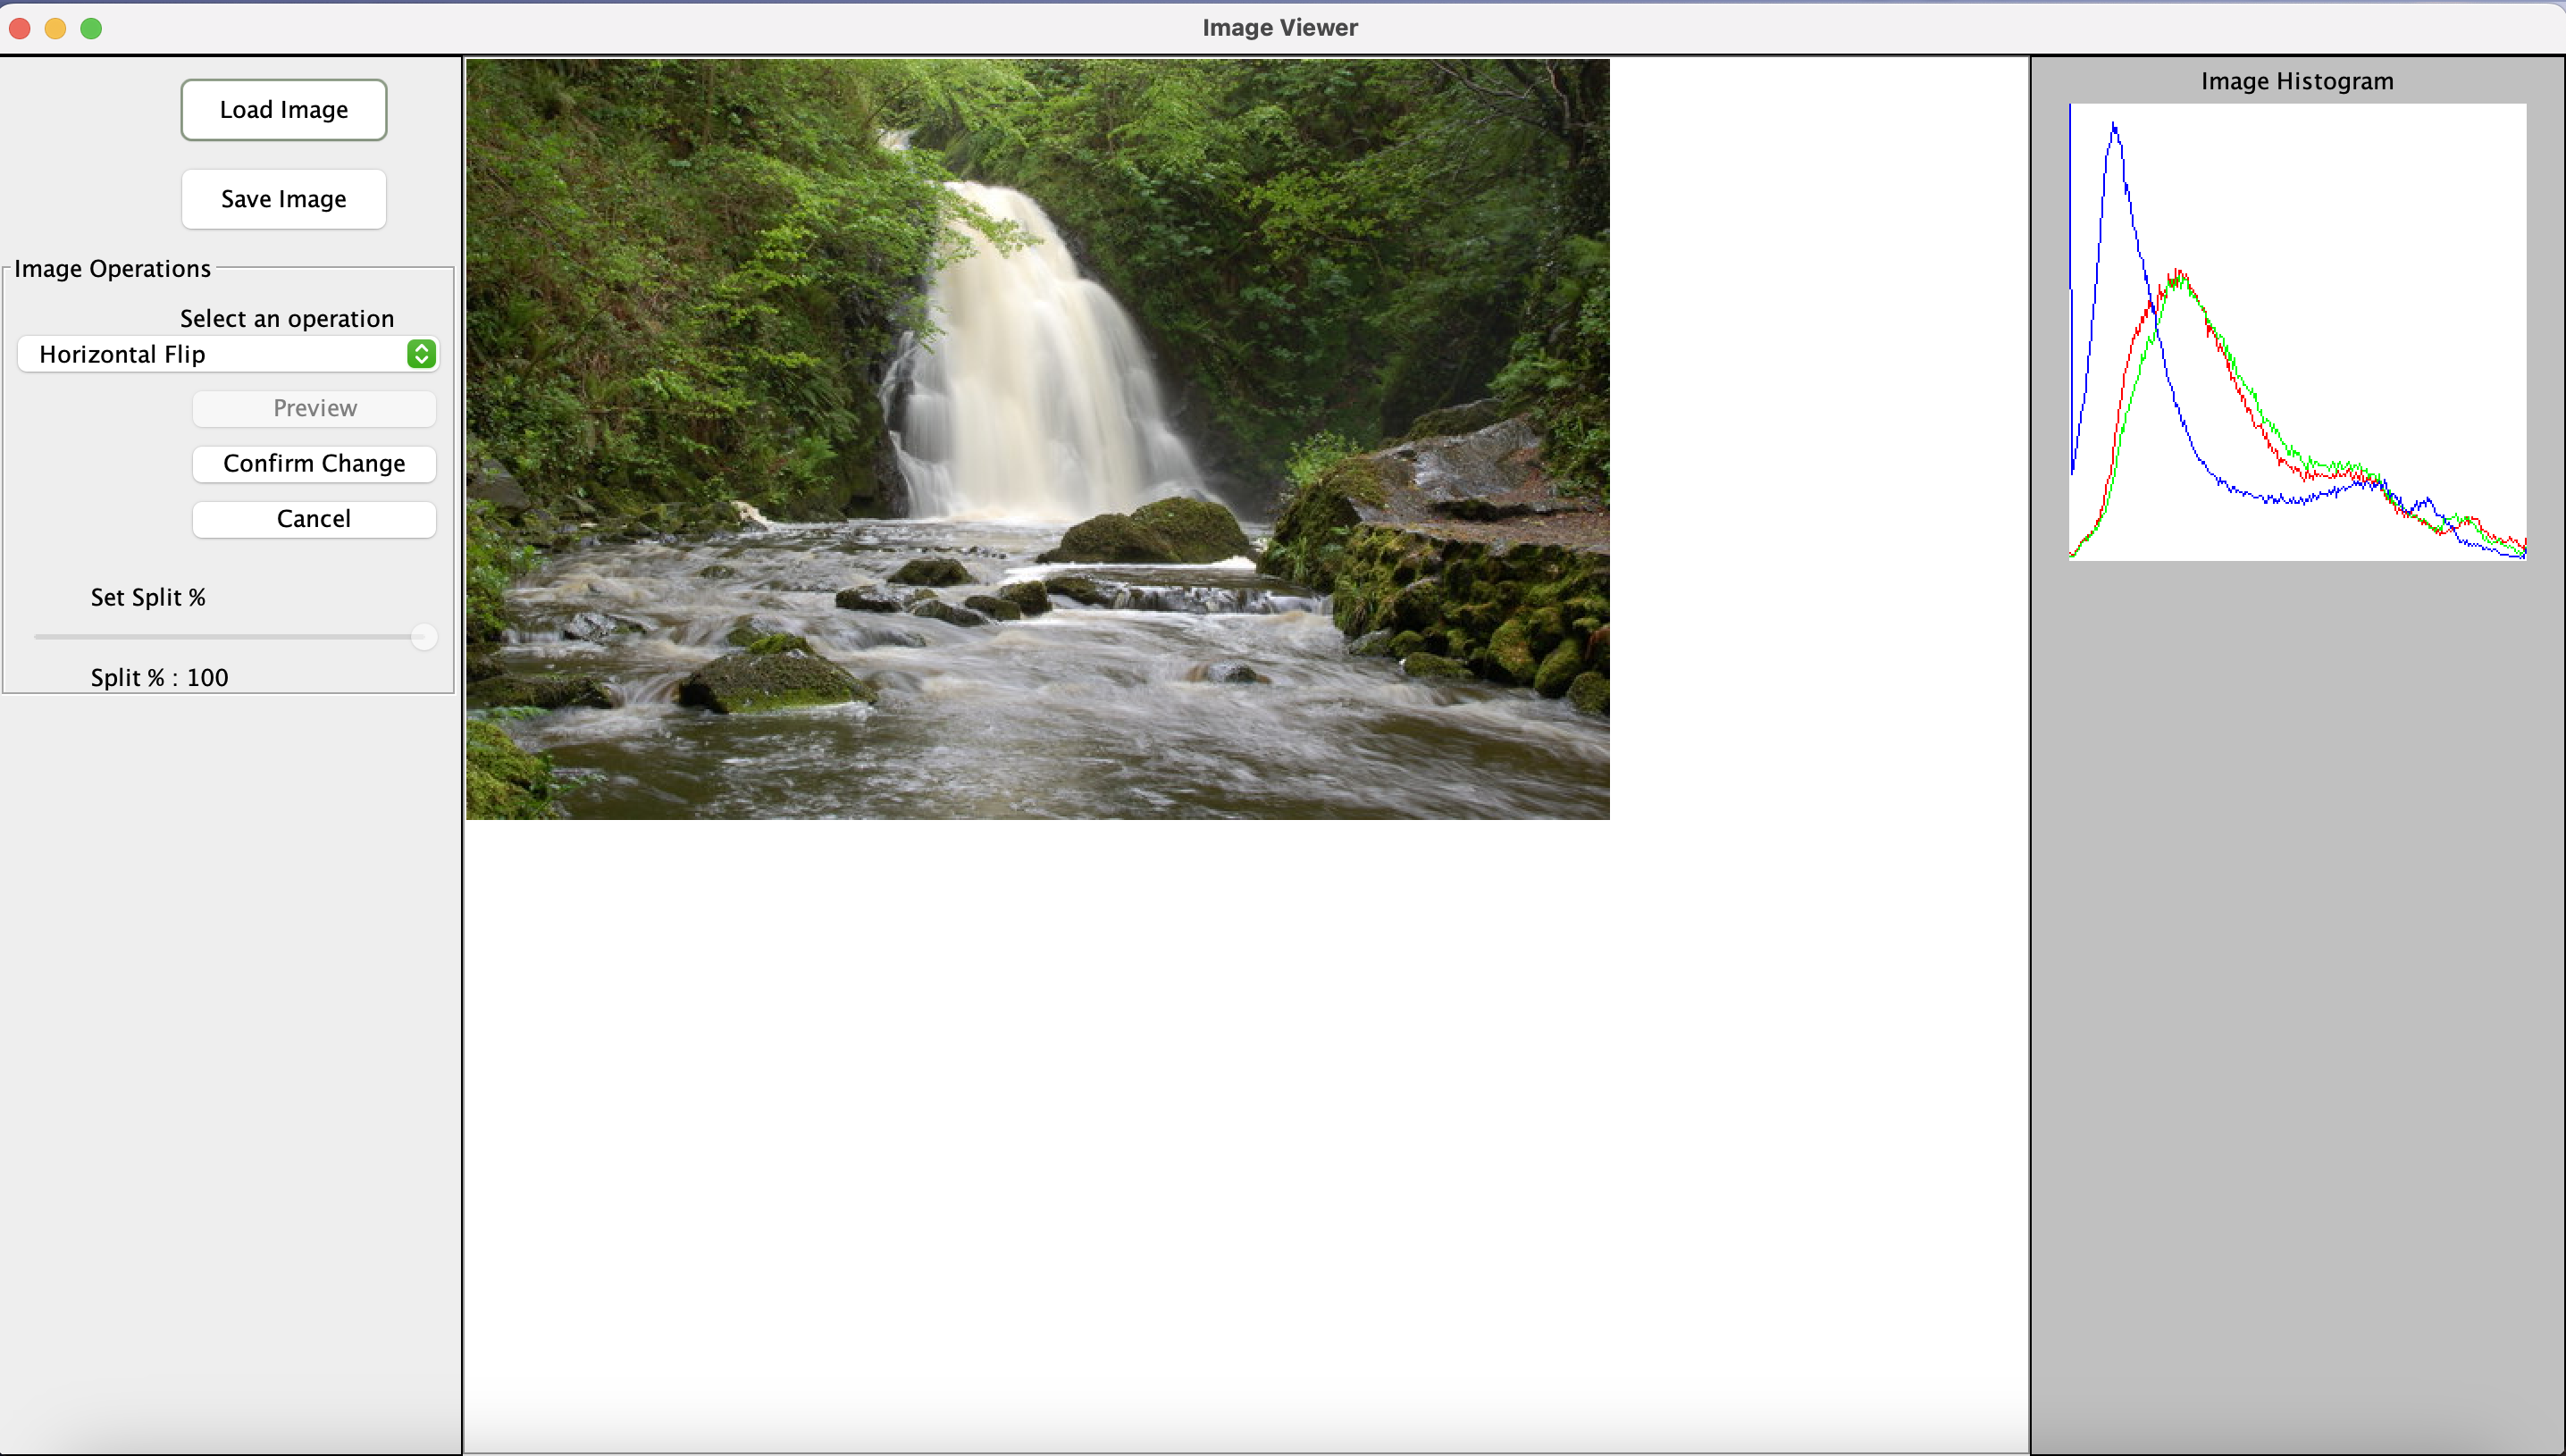 Image Viewer
Load Image
Save Image
Image Operations
Select an operation
Horizontal Flip
Preview
Confirm Change
Cancel
Set Split %
Split % : 100
Image Histogram